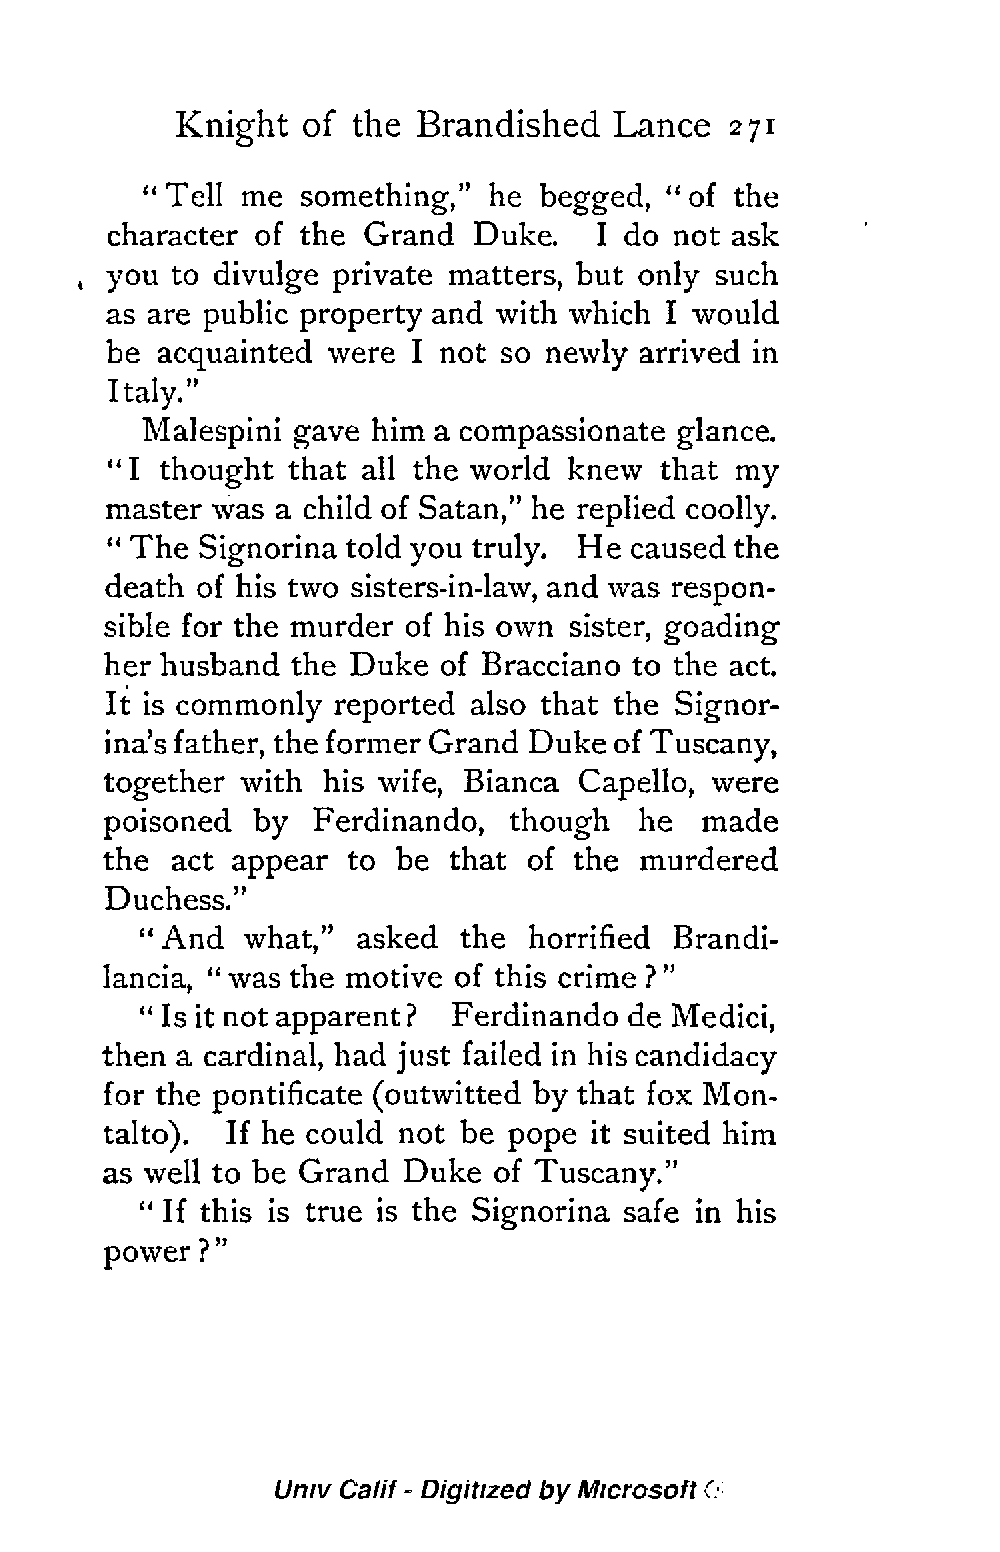 Knight of the Brandished Lance 271
"Tell me something," he begged, "of the
character of the Grand Duke. I do not ask
you to divulge private matters, but only such
as are public property and with which I would
be acquainted were I not so newly arrived in
Italy."
Malespini gave him a compassionate glance.
"I thought that all the world knew that my
master was a child of Satan," he replied coolly.
"The Signorina told you truly. He caused the
death of his two sisters-in-law, and was respon-
sible for the murder of his own sister, goading
her husband the Duke of Bracciano to the act.
It is commonly reported also that the Signor-
ina's father, the former Grand Duke of Tuscany,
together with his wife, Bianca Capello, were
poisoned by Ferdinando, though he made
the act appear to be that of the murdered
Duchess."
"And what," asked the horrified Brandi-
lancia, "was the motive of this crime?"
"Is it not apparent? Ferdinando de Medici,
then a cardinal, had just failed in his candidacy
for the pontificate (outwitted by that fox Mon-
talto). If he could not be pope it suited him
as well to be Grand Duke of Tuscany."
"If this is true is the Signorina safe in his
power?"
Univ Calif - Digitized by Microsoft ®